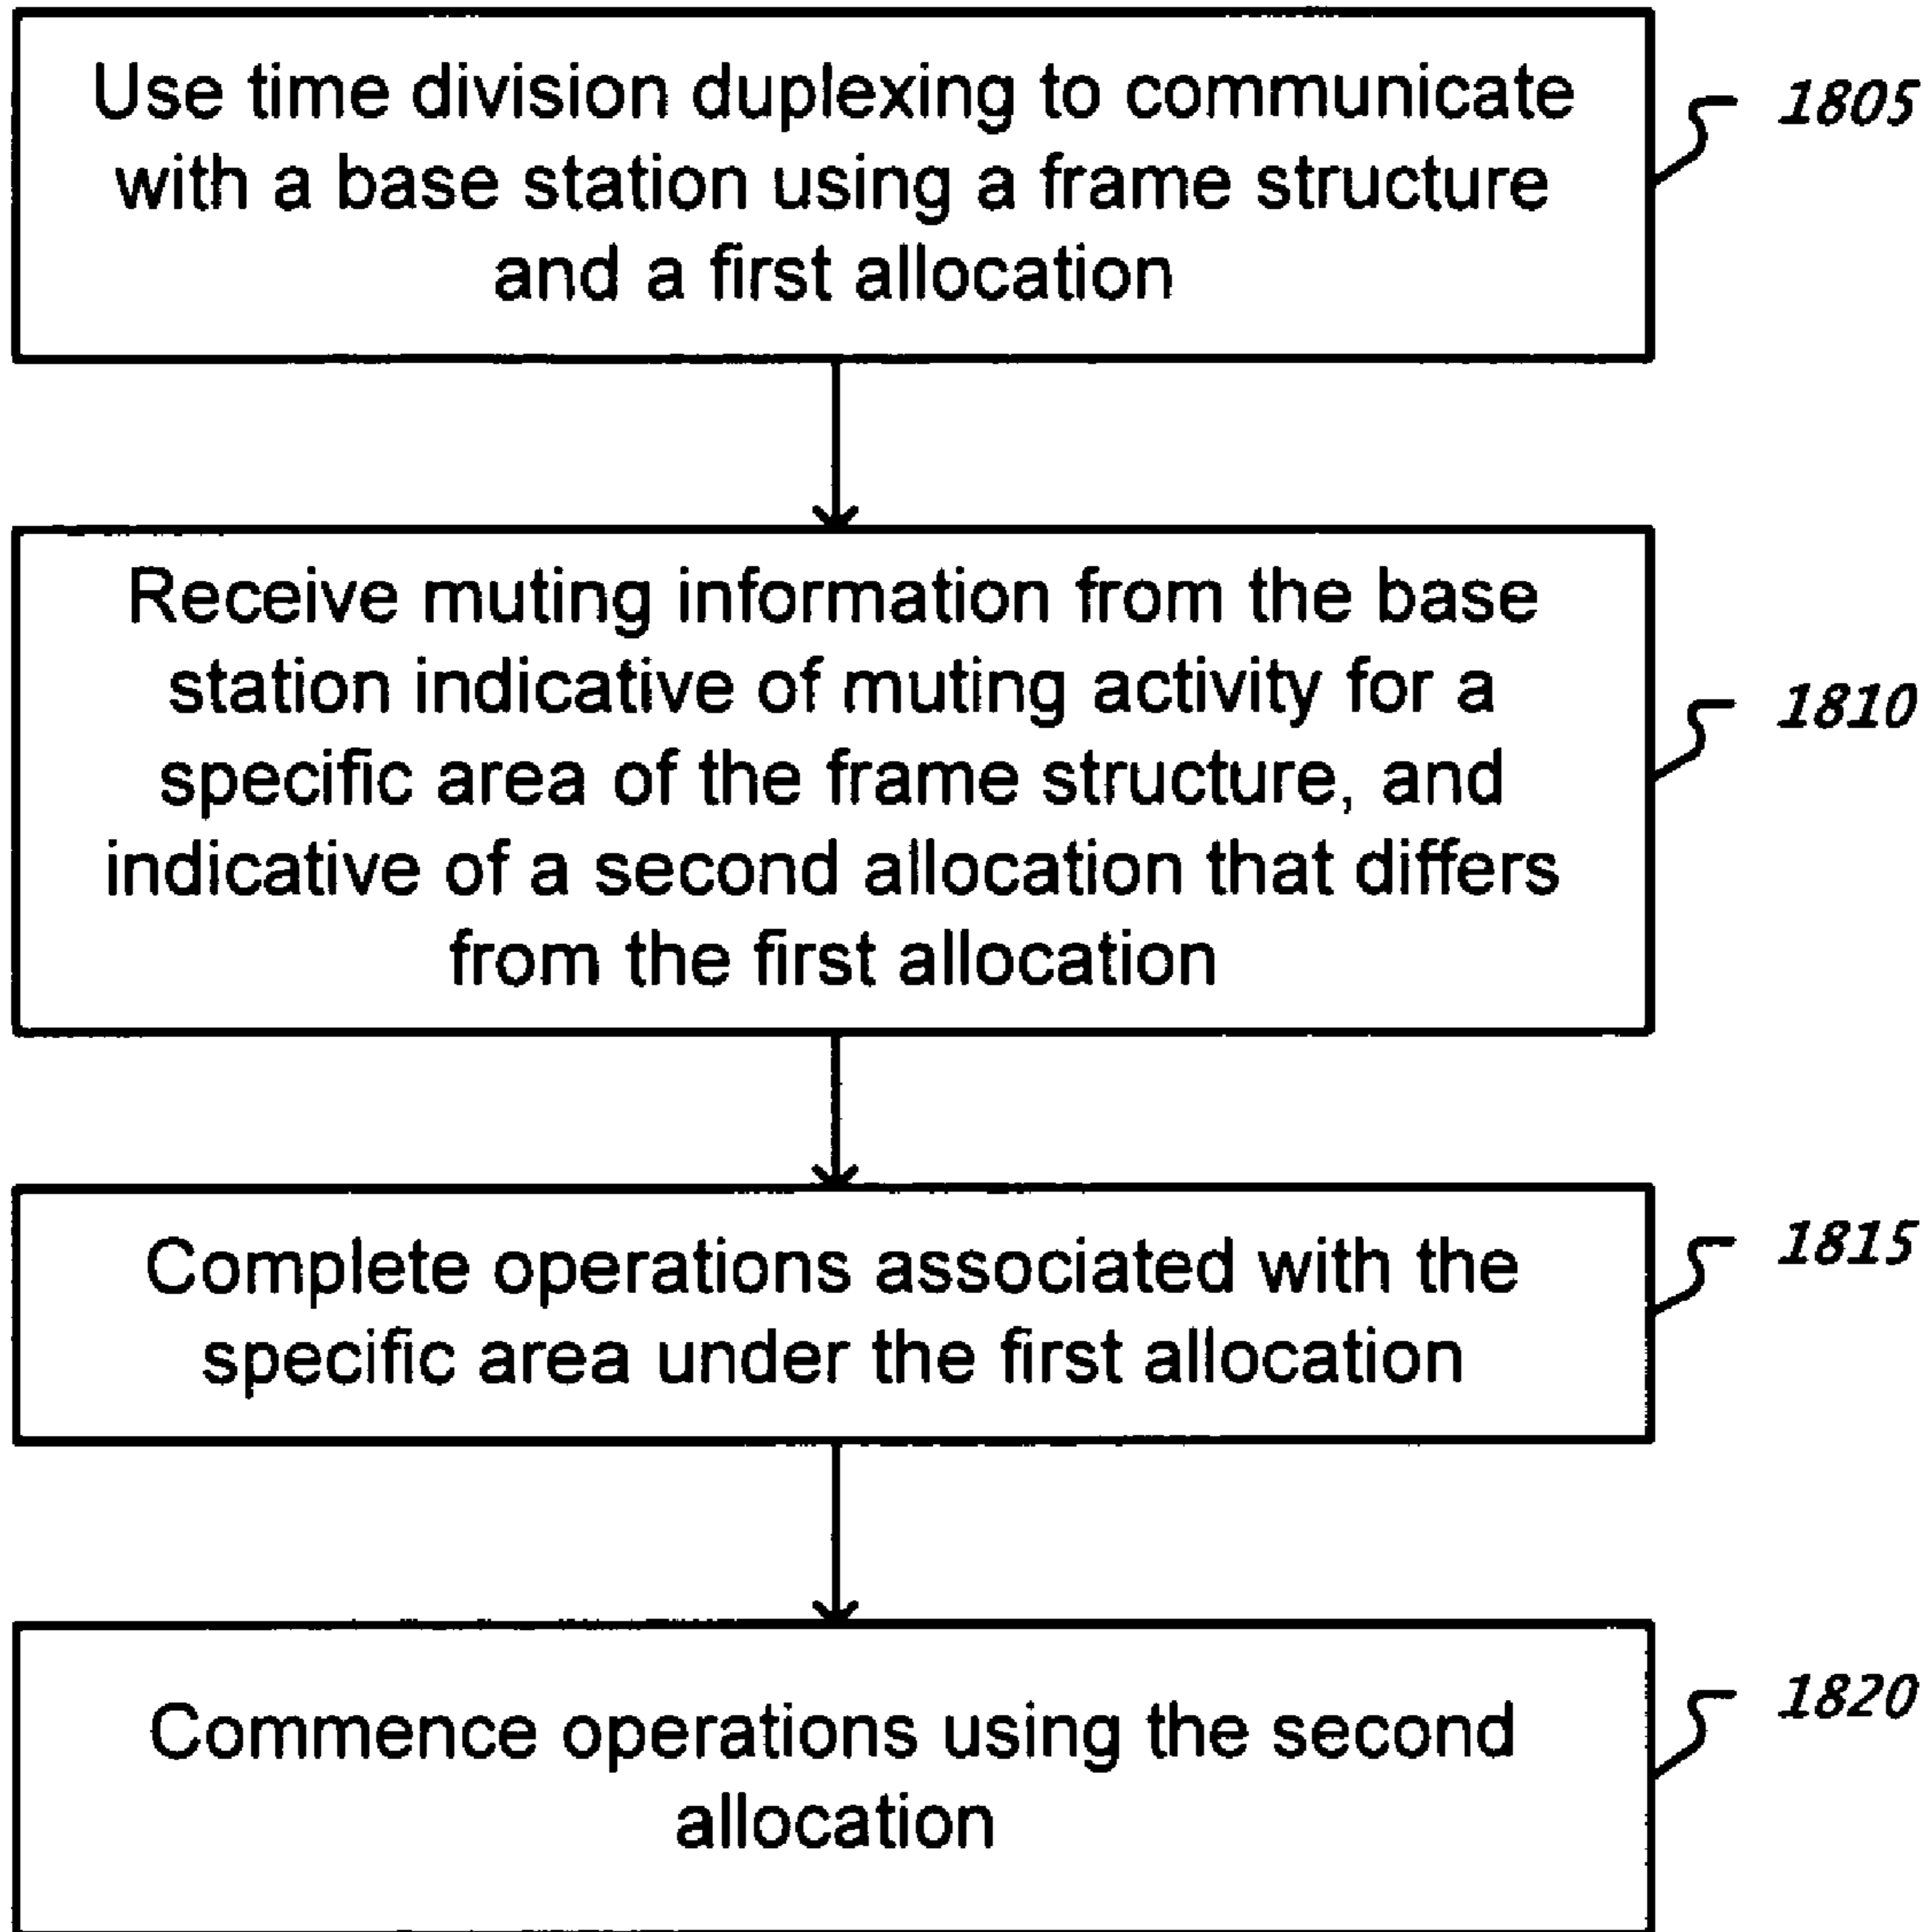 Use time division duplexing to communicate
with a base station using a frame structure
and a first allocation
1805
Receive muting information from the base
station indicative of muting activity for a
specific area of the frame structure, and
indicative of a second allocation that differs
from the first allocation
1810
Complete operations associated with the
specific area under the first allocation
1815
Commence operations using the second
allocation
1820